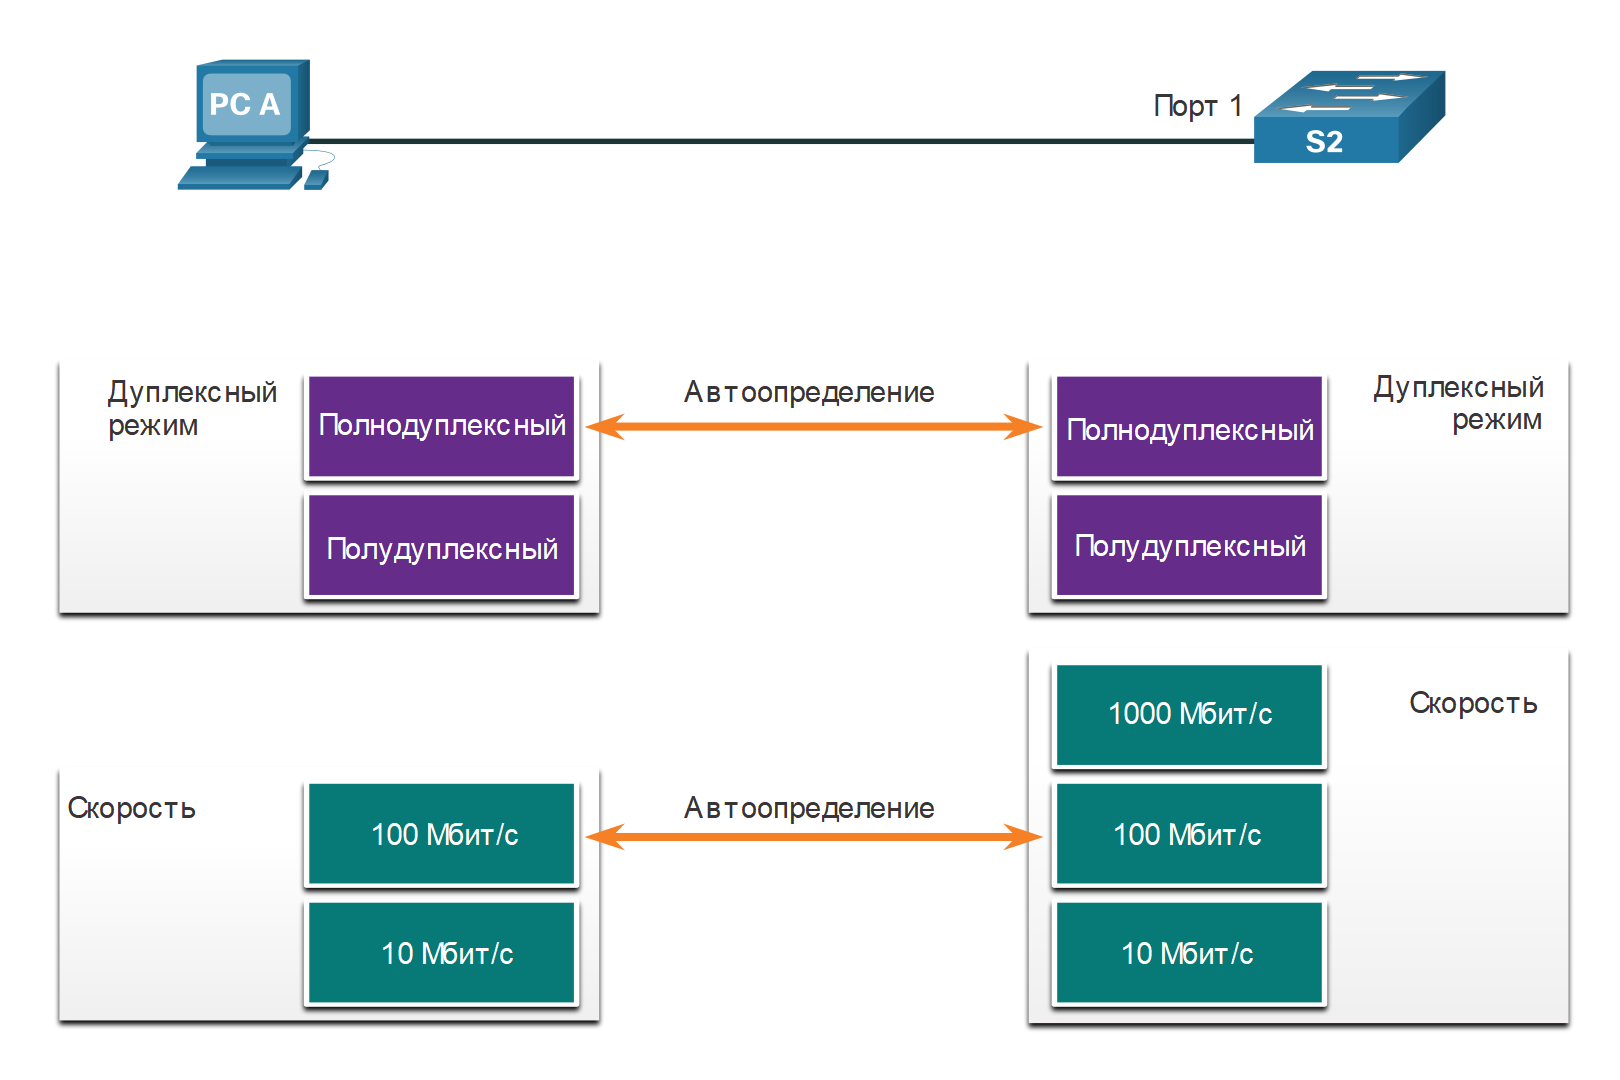 PC A
Порт 1
S2
Дуплексный
режим
Полнодуплексный
Полудуплексный
Автоопределение
Полнодуплексный
Полудуплексный
Дуплексный
режим
Скорость
100 Мбит/с
10 Мбит/с
Автоопределение
1000 Мбит/с
100 Мбит/с
10 Мбит/с
Скорость